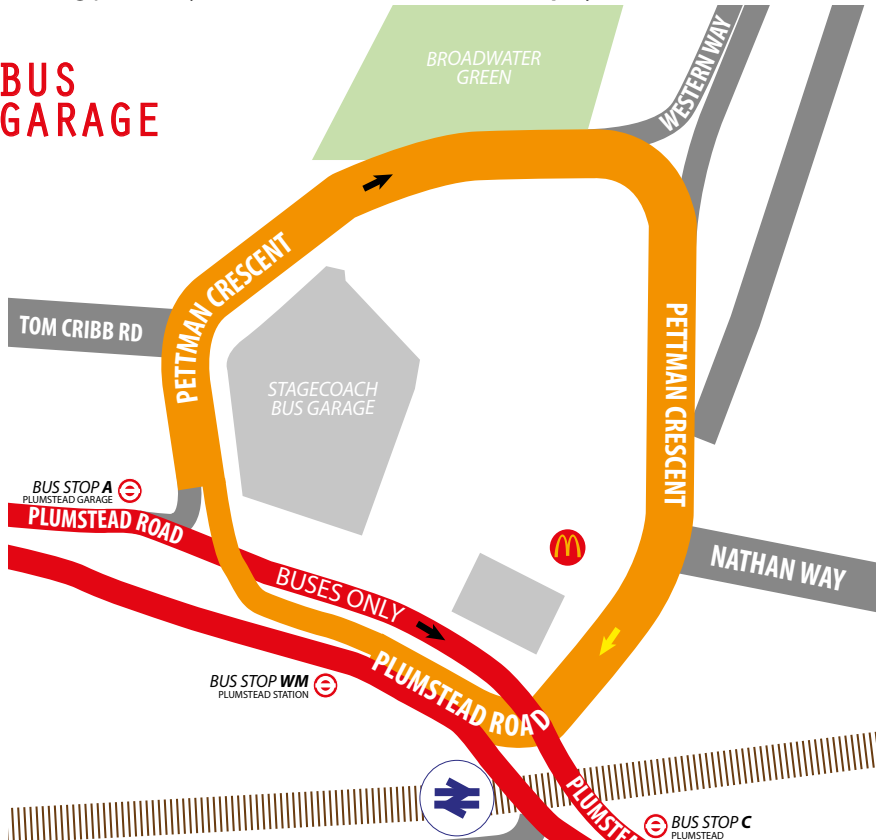 BROADWATER
GREEN
WESTERN WAY
BUS
GARAGE
PETTMAN CRESCENT
TOM CRIBB RD
PETTMAN CRESCENT
STAGECOACH
BUS GARAGE
BUS STOP A
PLUMSTEAD GARAGE
PLUMSTEAD ROAD
NATHAN WAY
BUSES ONLY
BUS STOP WM
PLUMSTEAD STATION
PLUMSTEAD ROAD
PLUMSTEA
BUS STOP C
PLUMSTEAD